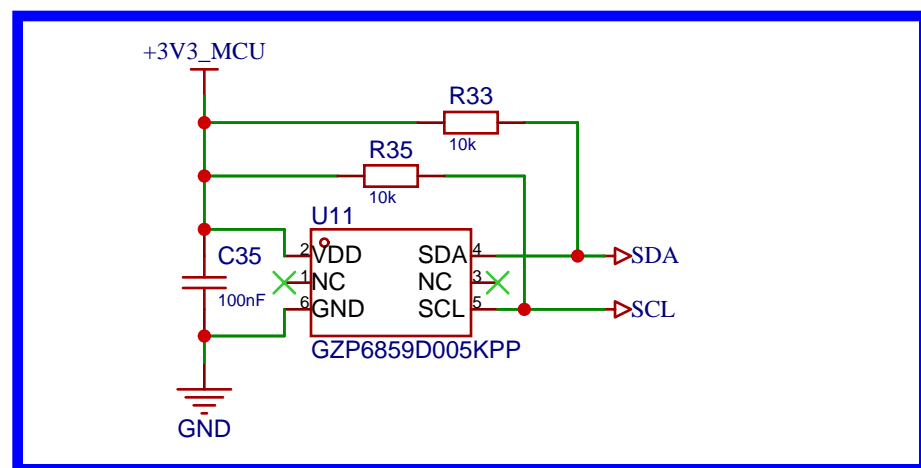 +3V3_MCU
R33
10k
R35
10k
U11
C35
100nF
2 VDD SDA 4
1 NC NC 3
6 GND SCL 5
SDA
SCL
GZP6859D005KPP
GND